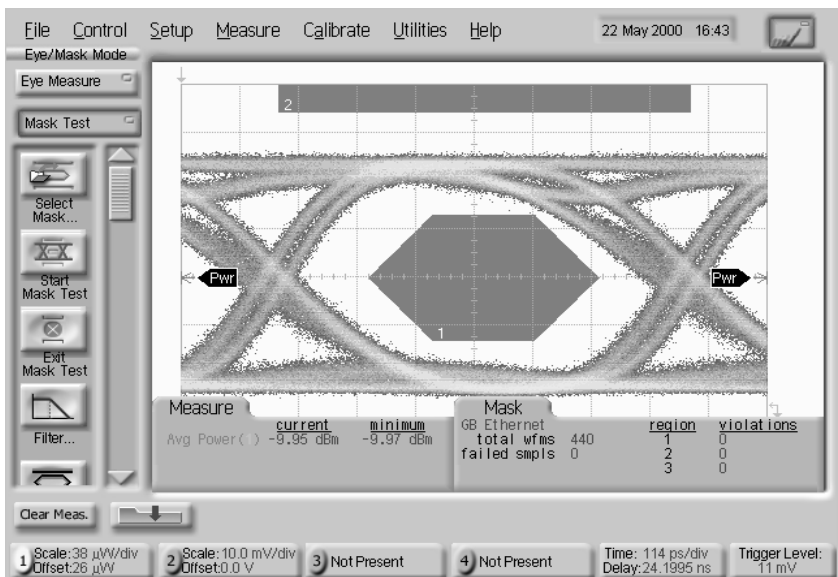 File Control Setup Measure Calibrate Utilities Help 22 May 2000 16:43
Eye/Mask Mode
Eye Measure
Mask Test
Select
Mask...
Start
Mask Test
Exit
Mask Test
Filter...
2
Pwr
Pwr
1
Measure
current minimum
Avg Power(1) -9.95 dBm -9.97 dBm
Mask
GB Ethernet region violations
total wfms 440 1 0
failed smpls 0 2 0
3 0
Clear Meas.
1 Scale:38 µW/div
Offset:26 µW
2 Scale:10.0 mV/div
Offset:0.0 V
3 Not Present
4 Not Present
Time: 114 ps/div
Delay:24.1995 ns
Trigger Level:
11 mV